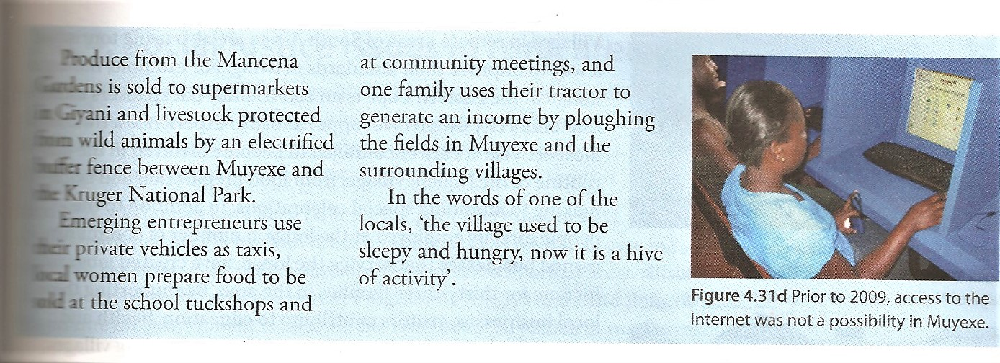 Produce from the Mancena
Gardens is sold to supermarkets
in Giyani and livestock protected
from wild animals by an electrified
buffer fence between Muyexe and
the Kruger National Park.
Emerging entrepreneurs use
their private vehicles as taxis,
local women prepare food to be
sold at the school tuckshops and
at community meetings, and
one family uses their tractor to
generate an income by ploughing
the fields in Muyexe and the
surrounding villages.
In the words of one of the
locals, ‘the village used to be
sleepy and hungry, now it is a hive
of activity’.
Figure 4.31d Prior to 2009, access to the
Internet was not a possibility in Muyexe.